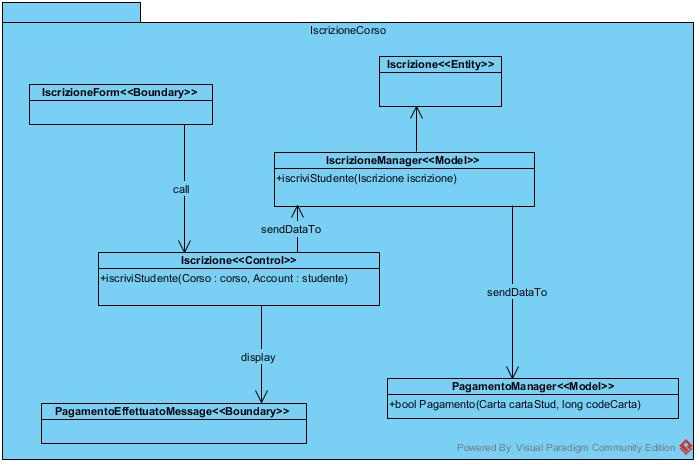 IscrizioneCorso
Iscrizione<<Entity>>
IscrizioneForm<<Boundary>>
IscrizioneManager<<Model>>
+iscriviStudente(Iscrizione iscrizione)
call
sendDataTo
Iscrizione<<Control>>
+iscriviStudente(Corso : corso, Account : studente)
sendDataTo
display
PagamentoManager<<Model>>
+bool Pagamento(Carta cartaStud, long codeCarta)
PagamentoEffettuatoMessage<<Boundary>>
Powered By Visual Paradigm Community Edition